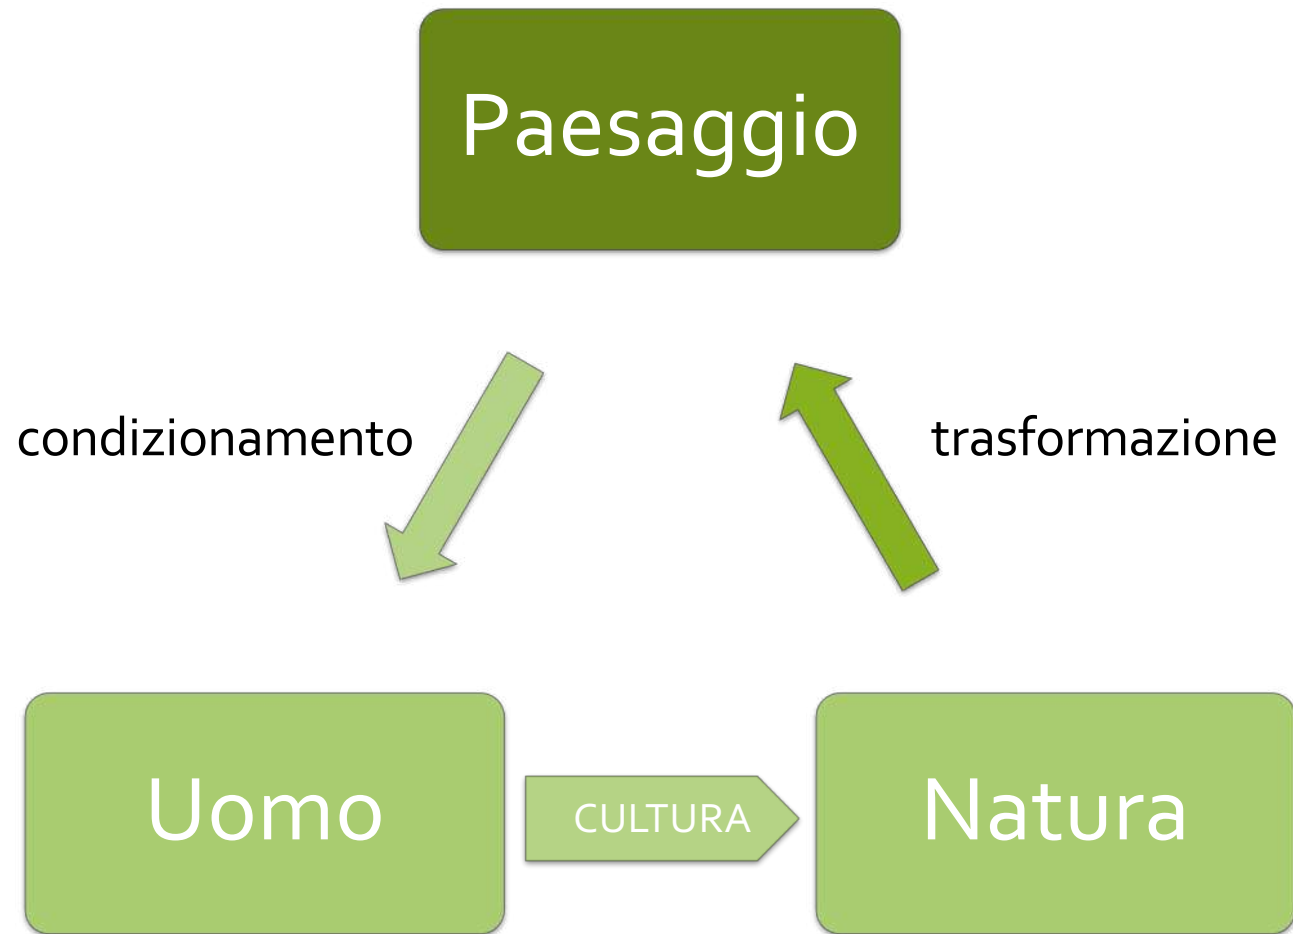 Paesaggio
condizionamento
trasformazione
Uomo
CULTURA
Natura